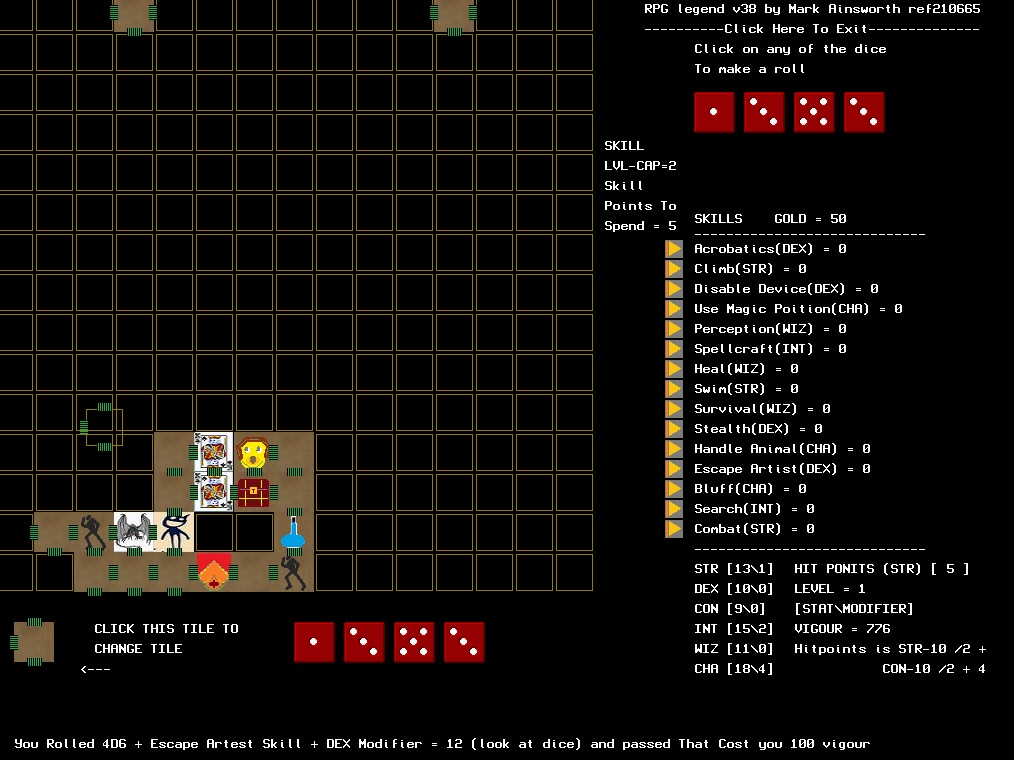 RPG legend v38 by Mark Ainsworth ref210665
----------Click Here To Exit--------------
Click on any of the dice
To make a roll
SKILL
LVL-CAP=2
Skill
Points To
Spend = 5
SKILLS    GOLD = 50
-----------------------------
Acrobatics(DEX) = 0
Climb(STR) = 0
Disable Device(DEX) = 0
Use Magic Poition(CHA) = 0
Perception(WIZ) = 0
Spellcraft(INT) = 0
Heal(WIZ) = 0
Swim(STR) = 0
Survival(WIZ) = 0
Stealth(DEX) = 0
Handle Animal(CHA) = 0
Escape Artist(DEX) = 0
Bluff(CHA) = 0
Search(INT) = 0
Combat(STR) = 0
-----------------------------
STR [13\1]  HIT PONITS (STR) [ 5 ]
DEX [10\0]  LEVEL = 1
CON [9\0]   [STAT\MODIFIER]
INT [15\2]  VIGOUR = 776
WIZ [11\0]  Hitpoints is STR-10 /2 +
CHA [18\4]             CON-10 /2 + 4
CLICK THIS TILE TO
CHANGE TILE
<---
You Rolled 4D6 + Escape Artest Skill + DEX Modifier = 12 (look at dice) and passed That Cost you 100 vigour